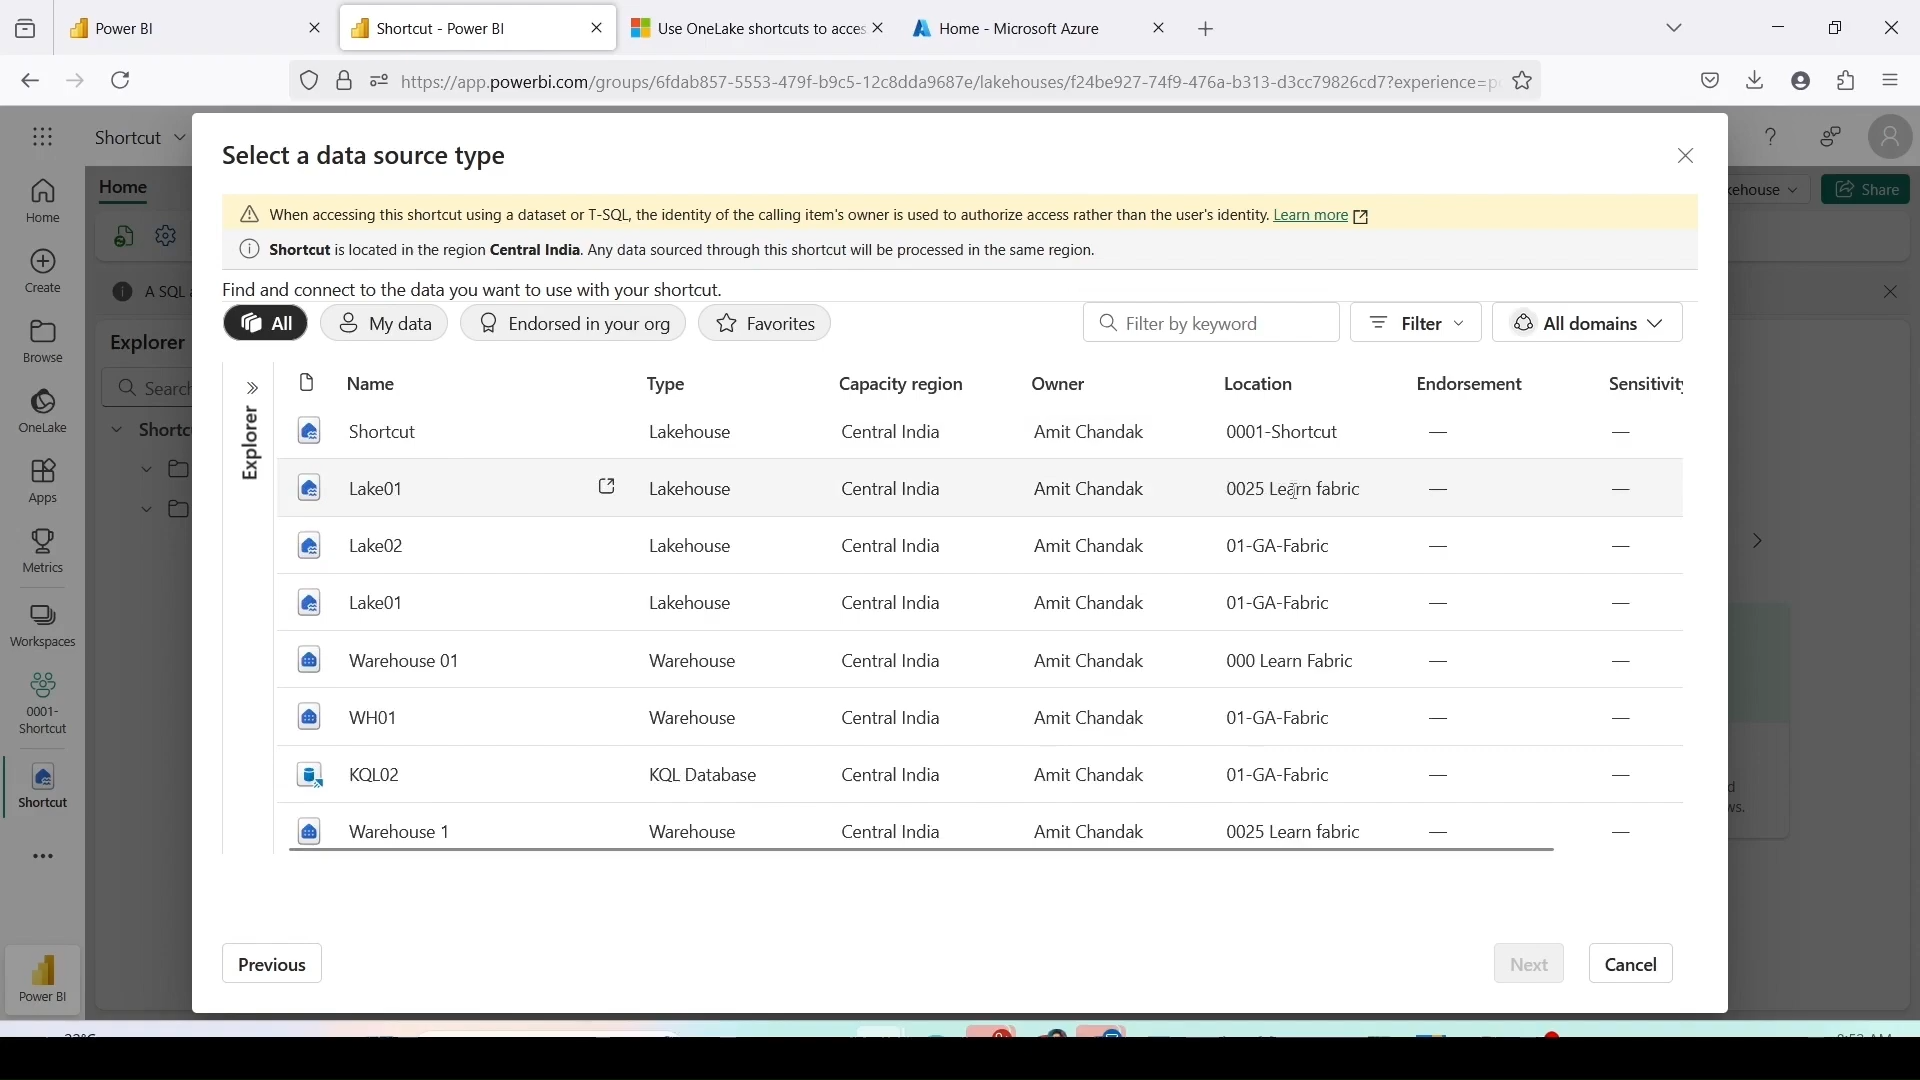 Power BI
Shortcut - Power BI
Use OneLake shortcuts to acces
Home - Microsoft Azure
https://app.powerbi.com/groups/6fdab857-5553-479f-b9c5-12c8dda9687e/lakehouses/f24be927-74f9-476a-b313-d3cc79826cd7?experience=p
Shortcut
Home
Create
Browse
OneLake
Apps
Metrics
Workspaces
0001-
Shortcut
Shortcut
Power BI
Home
A SQL
Explorer
Search
Shortc
kehouse
Share
Select a data source type
When accessing this shortcut using a dataset or T-SQL, the identity of the calling item's owner is used to authorize access rather than the user's identity. Learn more
Shortcut is located in the region Central India. Any data sourced through this shortcut will be processed in the same region.
Find and connect to the data you want to use with your shortcut.
All My data Endorsed in your org Favorites Filter by keyword Filter All domains
Explorer
Name Type Capacity region Owner Location Endorsement Sensitivity
Shortcut Lakehouse Central India Amit Chandak 0001-Shortcut — —
Lake01 Lakehouse Central India Amit Chandak 0025 Learn fabric — —
Lake02 Lakehouse Central India Amit Chandak 01-GA-Fabric — —
Lake01 Lakehouse Central India Amit Chandak 01-GA-Fabric — —
Warehouse 01 Warehouse Central India Amit Chandak 000 Learn Fabric — —
WH01 Warehouse Central India Amit Chandak 01-GA-Fabric — —
KQL02 KQL Database Central India Amit Chandak 01-GA-Fabric — —
Warehouse 1 Warehouse Central India Amit Chandak 0025 Learn fabric — —
Previous Next Cancel